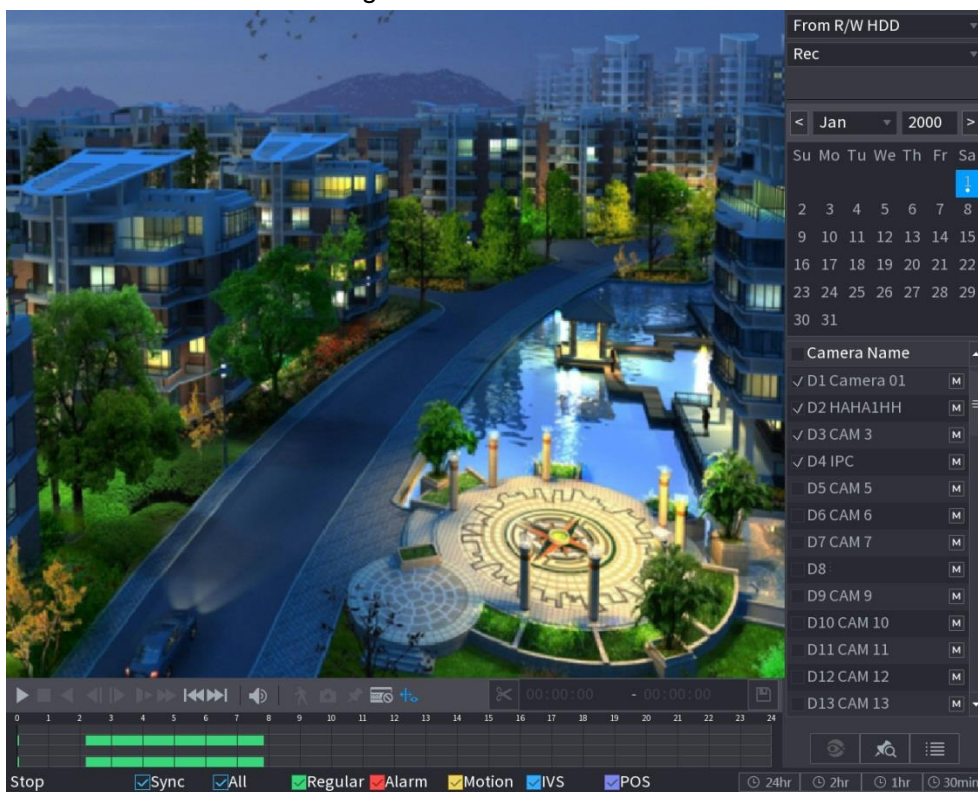 From R/W HDD
Rec
< Jan 2000 >
Su Mo Tu We Th Fr Sa
1
2 3 4 5 6 7 8
9 10 11 12 13 14 15
16 17 18 19 20 21 22
23 24 25 26 27 28 29
30 31
Camera Name
D1 Camera 01 M
D2 HAHA1HH M
D3 CAM 3 M
D4 IPC M
D5 CAM 5 M
D6 CAM 6 M
D7 CAM 7 M
D8 M
D9 CAM 9 M
D10 CAM 10 M
D11 CAM 11 M
D12 CAM 12 M
D13 CAM 13 M
00:00:00 - 00:00:00
0 1 2 3 4 5 6 7 8 9 10 11 12 13 14 15 16 17 18 19 20 21 22 23 24
Stop Sync All Regular Alarm Motion IVS POS 24hr 2hr 1hr 30min